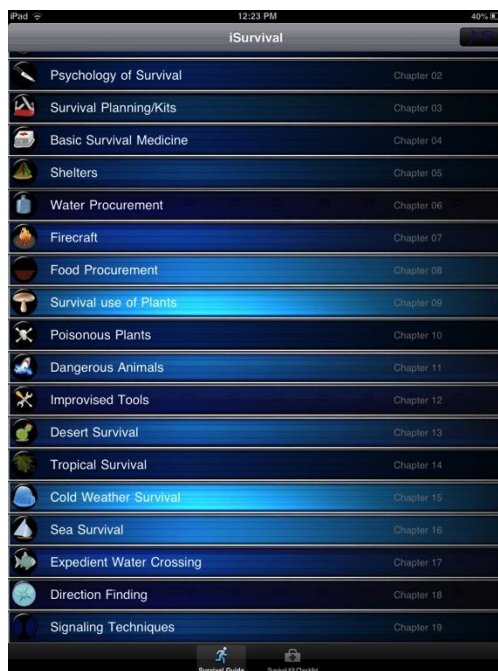 iPad 12:23 PM 40%
iSurvival
Psychology of Survival Chapter 02
Survival Planning/Kits Chapter 03
Basic Survival Medicine Chapter 04
Shelters Chapter 05
Water Procurement Chapter 06
Firecraft Chapter 07
Food Procurement Chapter 08
Survival use of Plants Chapter 09
Poisonous Plants Chapter 10
Dangerous Animals Chapter 11
Improvised Tools Chapter 12
Desert Survival Chapter 13
Tropical Survival Chapter 14
Cold Weather Survival Chapter 15
Sea Survival Chapter 16
Expedient Water Crossing Chapter 17
Direction Finding Chapter 18
Signaling Techniques Chapter 19
Survival Guide Survival Kit Checklist